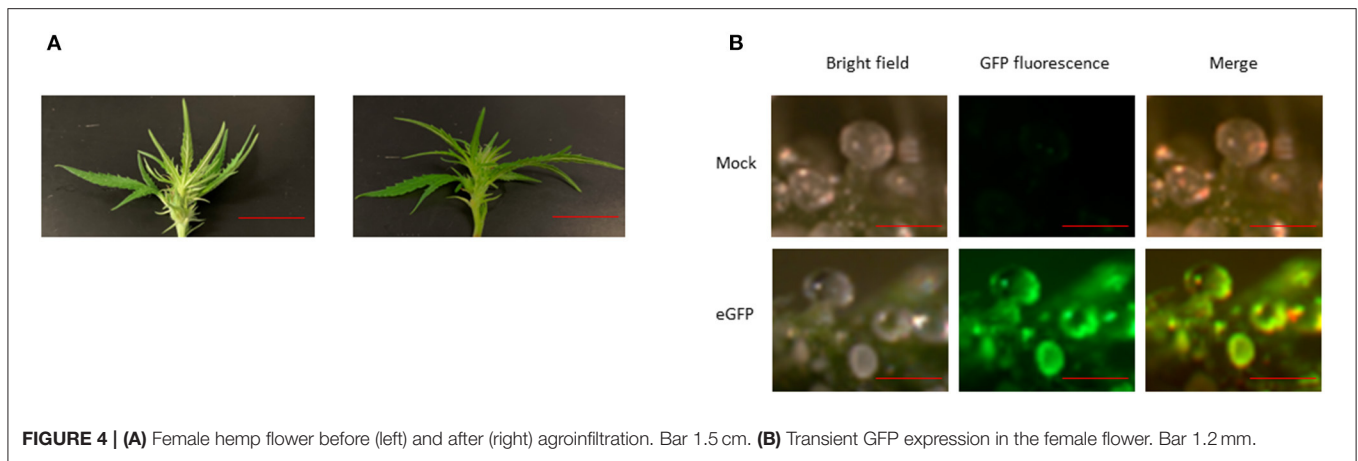 A
B
Bright field
GFP fluorescence
Merge
Mock
eGFP
FIGURE 4 | (A) Female hemp flower before (left) and after (right) agroinfiltration. Bar 1.5 cm. (B) Transient GFP expression in the female flower. Bar 1.2 mm.